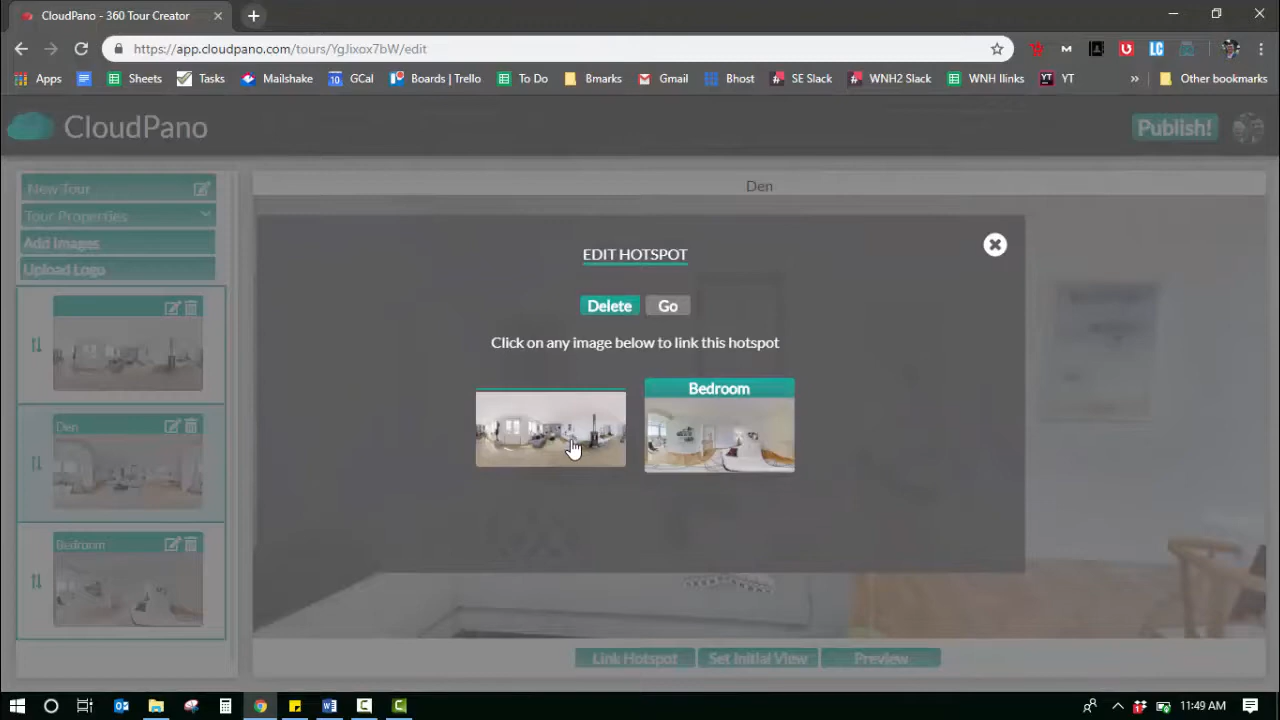 CloudPano - 360 Tour Creator
https://app.cloudpano.com/tours/YgJixox7bW/edit
Apps Sheets Tasks Mailshake GCal Boards | Trello To Do Bmarks Gmail Bhost SE Slack WNH2 Slack WNH llinks YT » Other bookmarks
CloudPano
Publish!
New Tour
Den
Tour Properties
Add Images
Upload Logo
EDIT HOTSPOT
Delete Go
Click on any image below to link this hotspot
Bedroom
Den
Bedroom
Link Hotspot Set Initial View Preview
11:49 AM